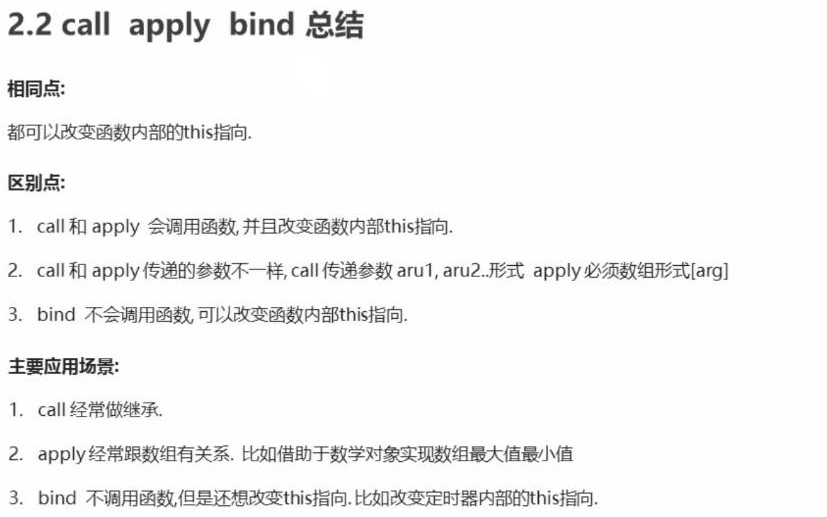 2.2 call apply bind 总结
相同点:
都可以改变函数内部的this指向.
区别点:
1. call 和 apply 会调用函数, 并且改变函数内部this指向.
2. call 和 apply 传递的参数不一样, call 传递参数 aru1, aru2..形式 apply 必须数组形式[arg]
3. bind 不会调用函数, 可以改变函数内部this指向.
主要应用场景:
1. call 经常做继承.
2. apply 经常跟数组有关系. 比如借助于数学对象实现数组最大值最小值
3. bind 不调用函数,但是还想改变this指向. 比如改变定时器内部的this指向.